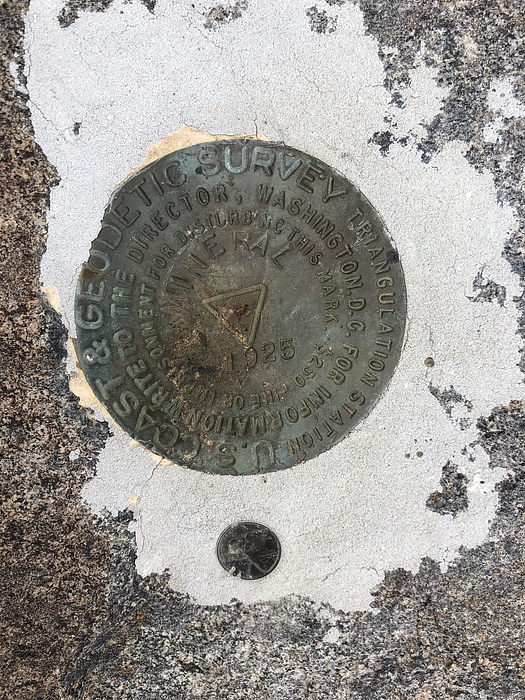 U.S. COAST & GEODETIC SURVEY TRIANGULATION STATION
WRITE TO THE DIRECTOR, WASHINGTON, D.C. FOR INFORMATION
$250 FINE OR IMPRISONMENT FOR DISTURBING THIS MARK.
MINERAL
1925